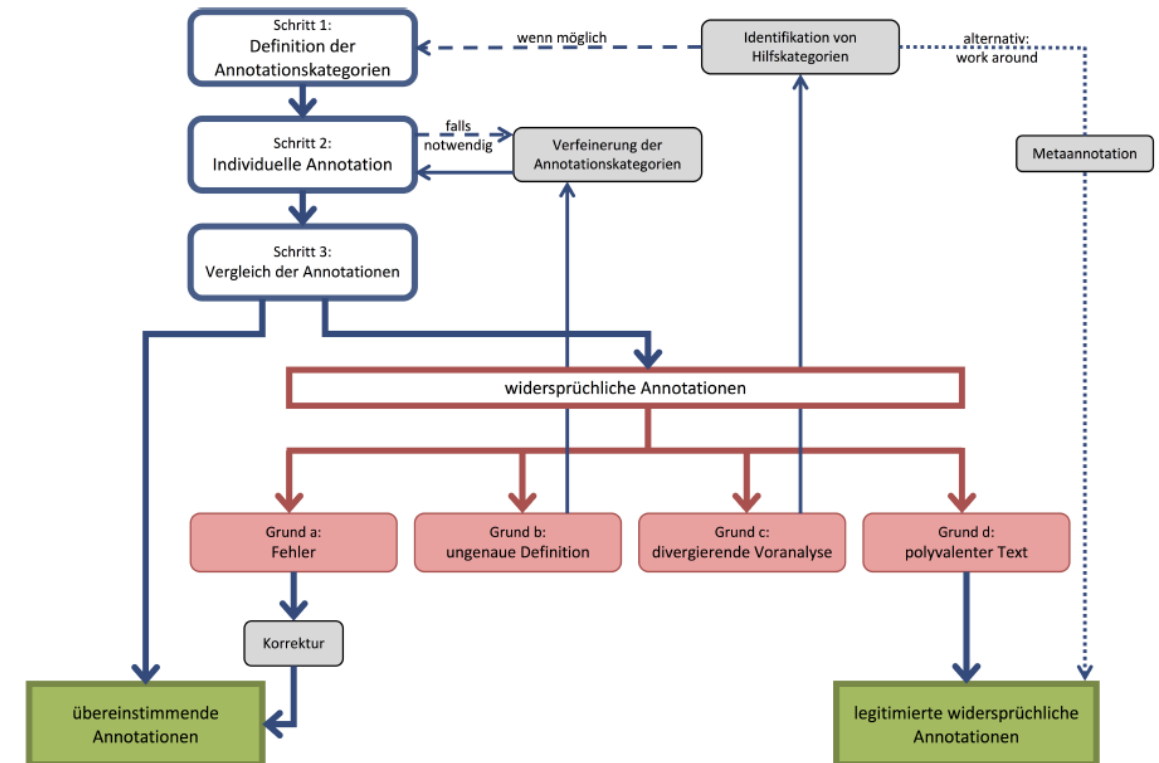 Schritt 1:
Definition der
Annotationskategorien
wenn möglich
Identifikation von
Hilfskategorien
alternativ:
work around
Schritt 2:
Individuelle Annotation
falls
notwendig
Verfeinerung der
Annotationskategorien
Metaannotation
Schritt 3:
Vergleich der Annotationen
widersprüchliche Annotationen
Grund a:
Fehler
Grund b:
ungenaue Definition
Grund c:
divergierende Voranalyse
Grund d:
polyvalenter Text
Korrektur
übereinstimmende
Annotationen
legitimierte widersprüchliche
Annotationen